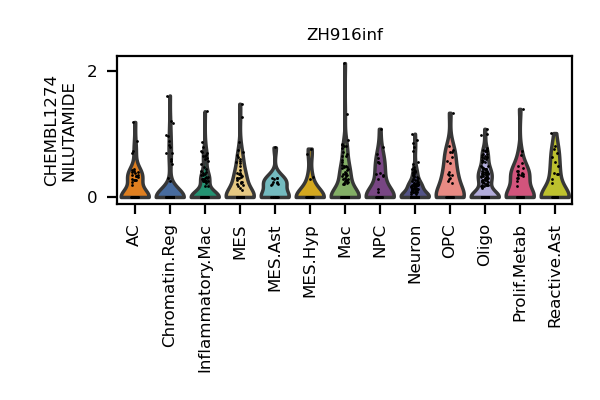 ZH916inf
CHEMBL1274
NILUTAMIDE
2
0
AC
Chromatin.Reg
Inflammatory.Mac
MES
MES.Ast
MES.Hyp
Mac
NPC
Neuron
OPC
Oligo
Prolif.Metab
Reactive.Ast